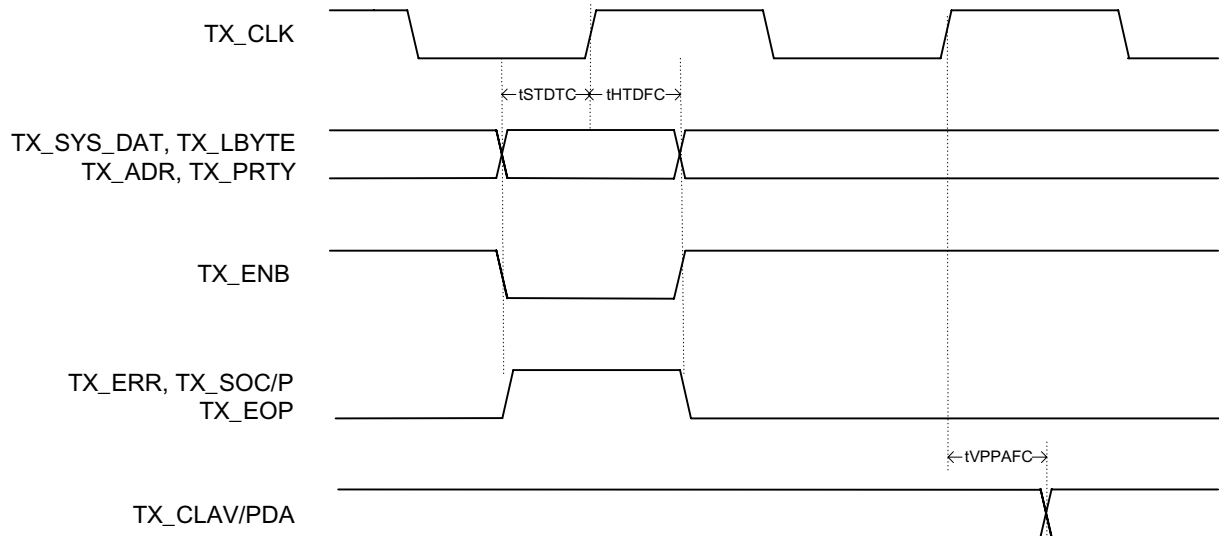 TX_CLK
tSTDTC
tHTDFC
TX_SYS_DAT, TX_LBYTE
TX_ADR, TX_PRTY
TX_ENB
TX_ERR, TX_SOC/P
TX_EOP
tVPPAFC
TX_CLAV/PDA